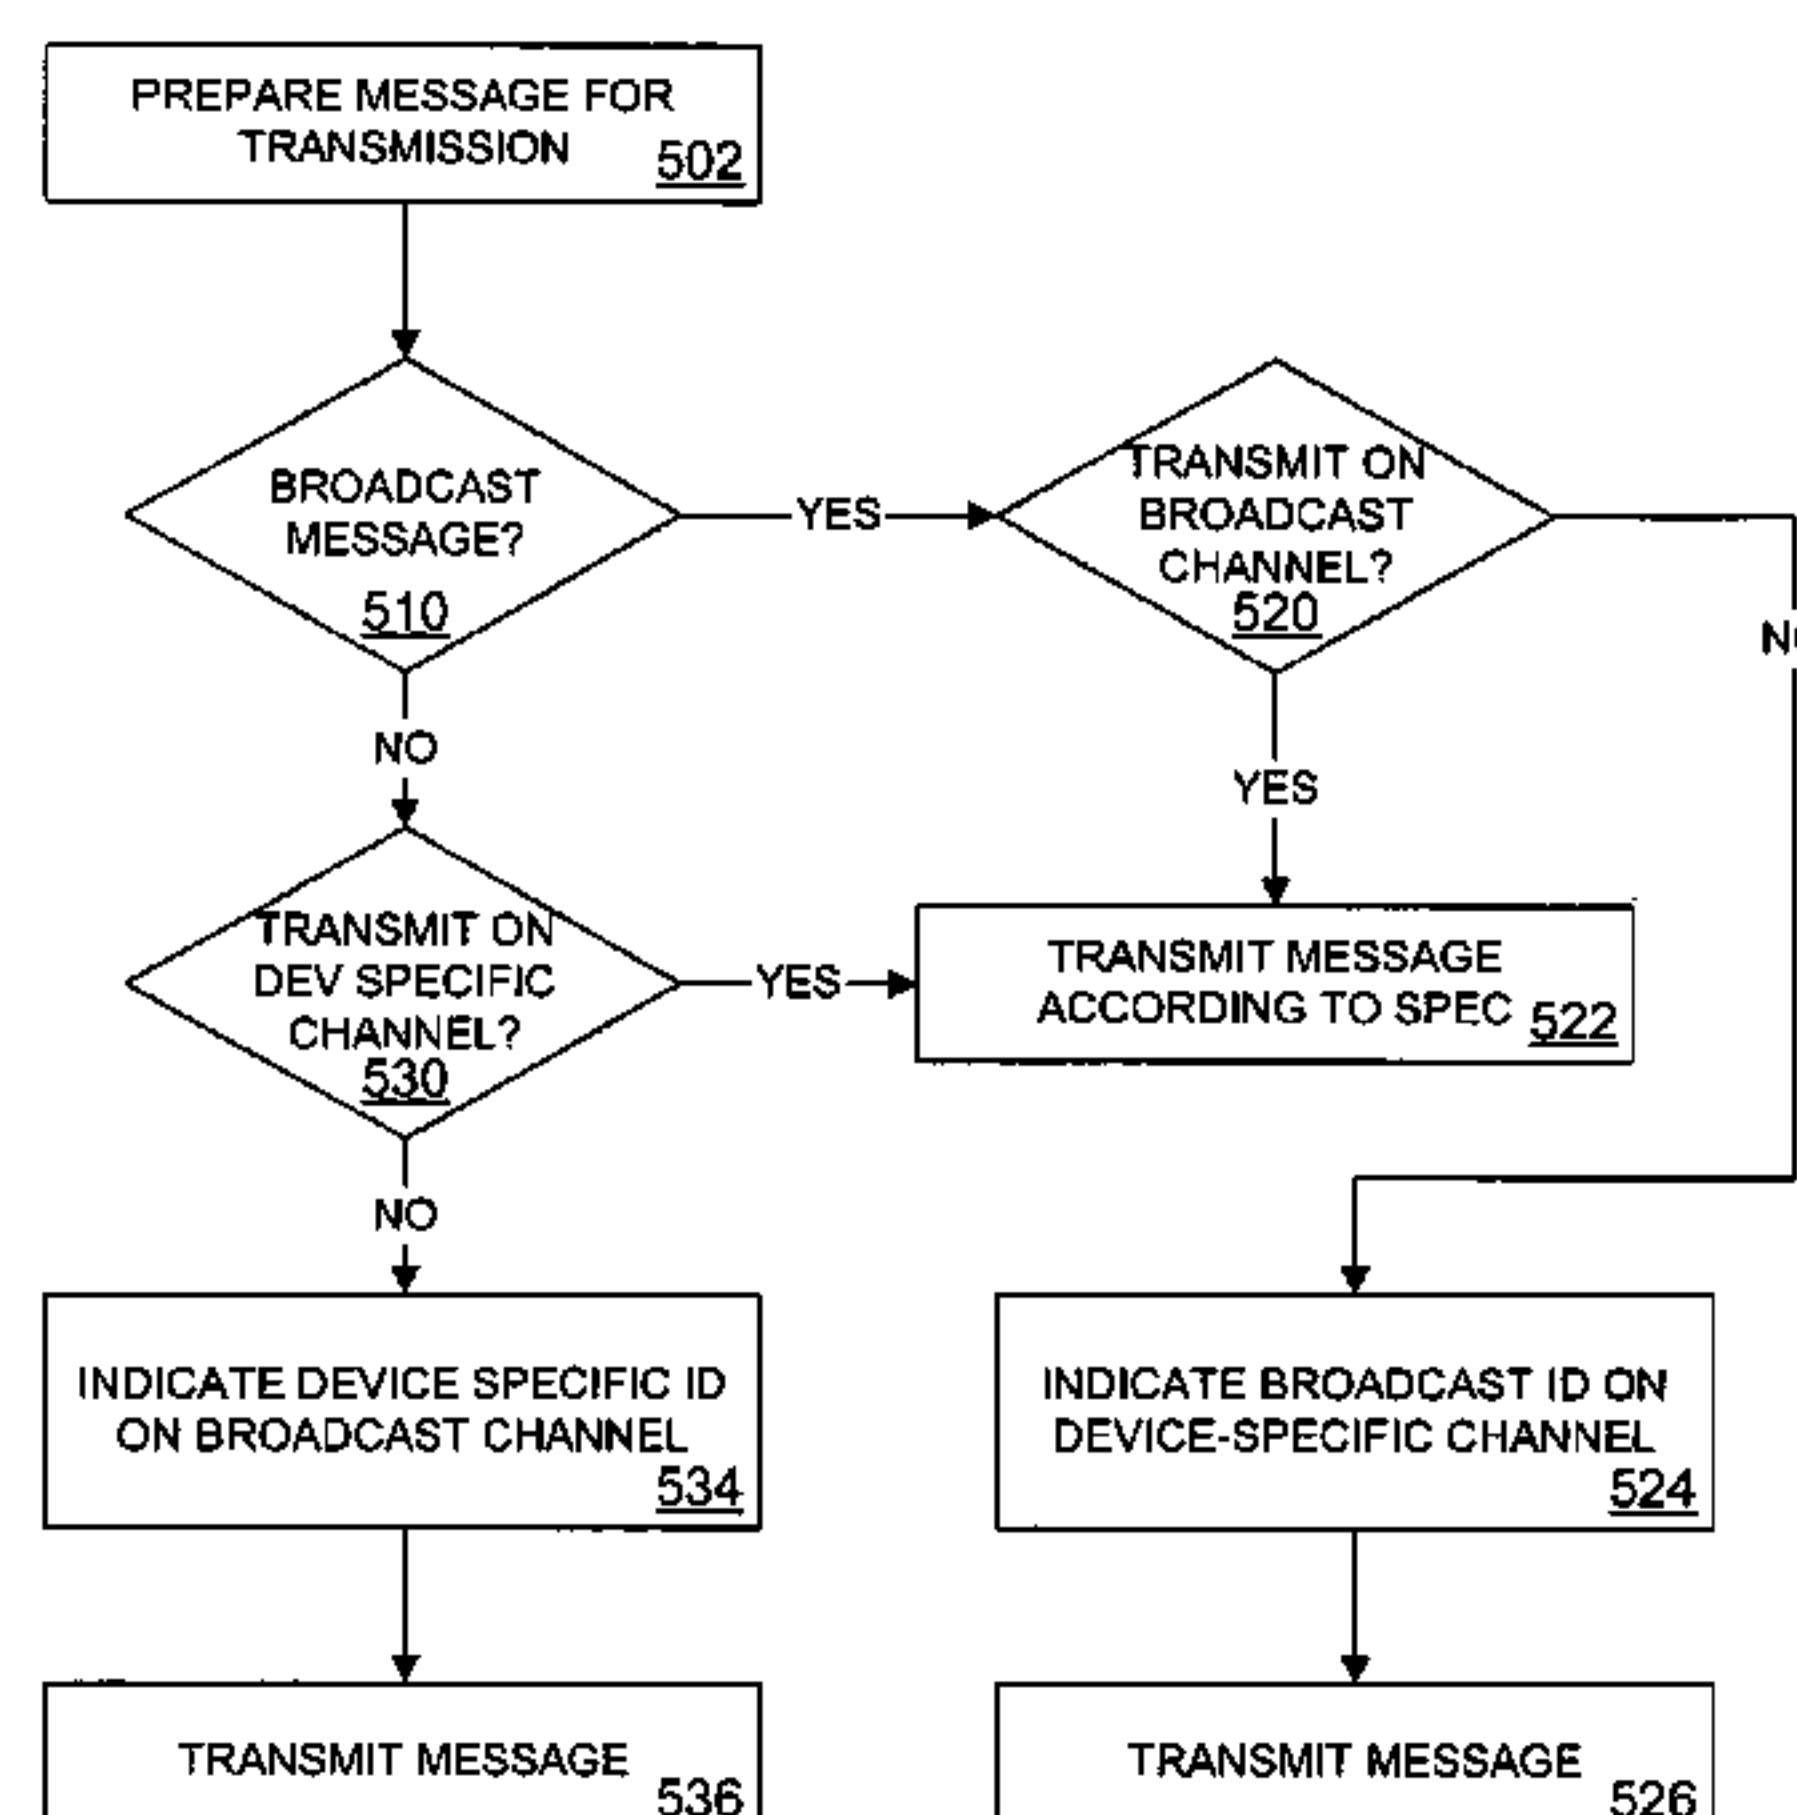 PREPARE MESSAGE FOR
TRANSMISSION
502
BROADCAST
MESSAGE?
510
YES
TRANSMIT ON
BROADCAST
CHANNEL?
520
NO
YES
TRANSMIT ON
DEV SPECIFIC
CHANNEL?
530
YES
TRANSMIT MESSAGE
ACCORDING TO SPEC
522
NO
INDICATE DEVICE SPECIFIC ID
ON BROADCAST CHANNEL
534
INDICATE BROADCAST ID ON
DEVICE-SPECIFIC CHANNEL
524
TRANSMIT MESSAGE
536
TRANSMIT MESSAGE
526